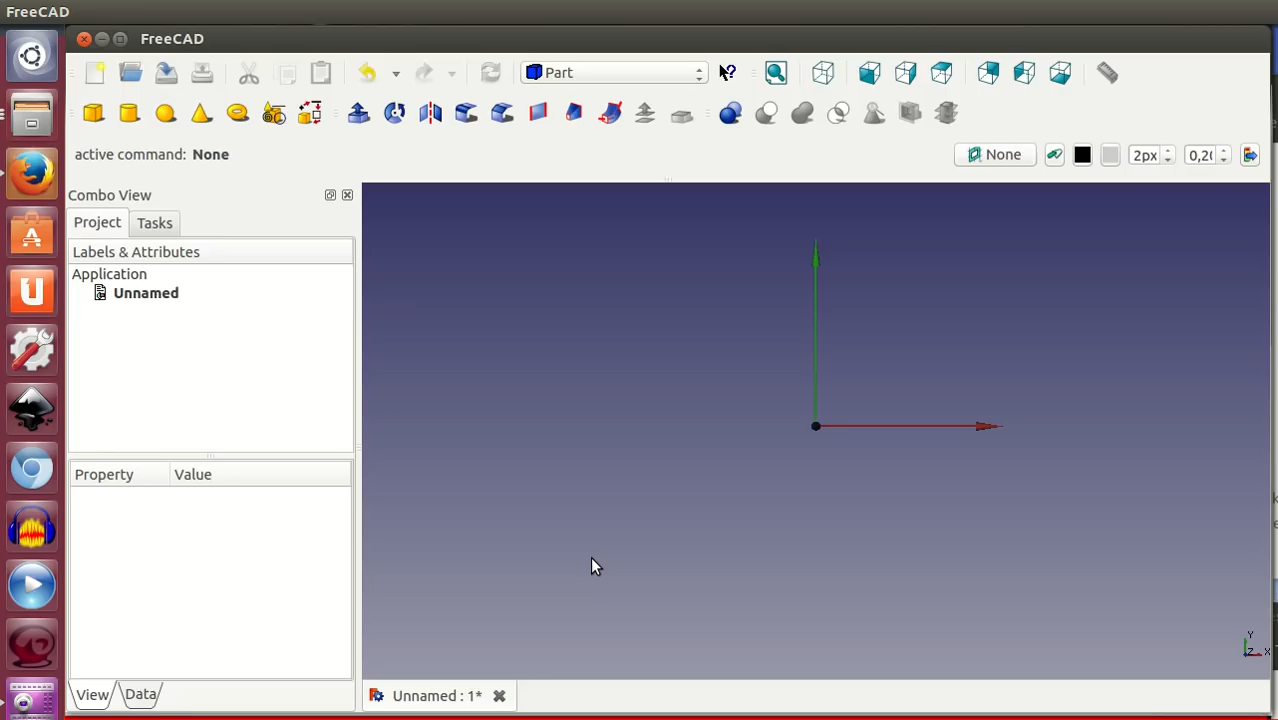 FreeCAD
FreeCAD
Part
active command: None
None
2px
0,20
Combo View
Project
Tasks
Labels & Attributes
Application
Unnamed
Property
Value
View
Data
Unnamed : 1*
Y
Z
X